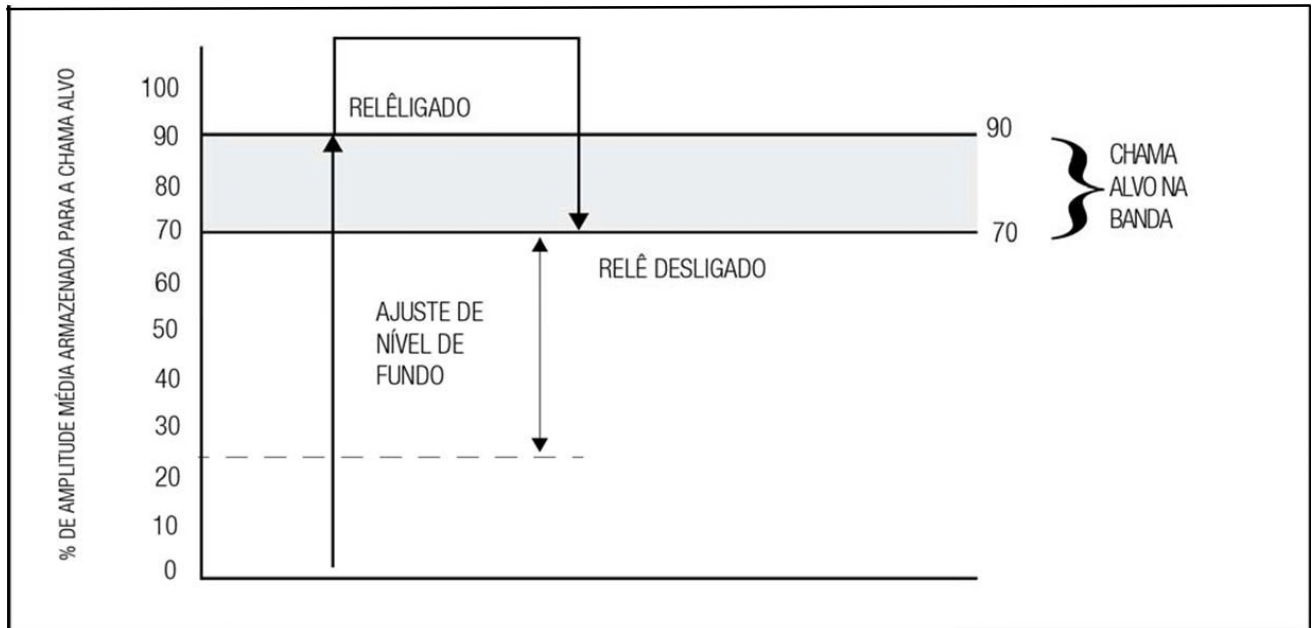 % DE AMPLITUDE MÉDIA ARMAZENADA PARA A CHAMA ALVO
100
90
80
70
60
50
40
30
20
10
0
RELÊLIGADO
RELÊ DESLIGADO
AJUSTE DE
NÍVEL DE
FUNDO
90
70
CHAMA
ALVO NA
BANDA